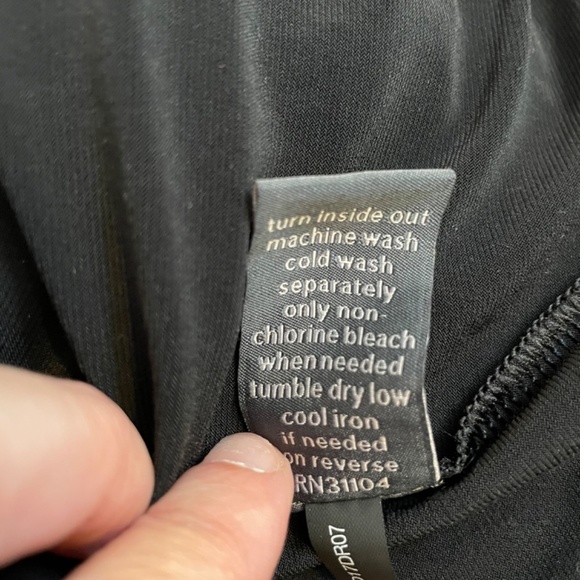 turn inside out
machine wash
cold wash
separately
only non-
chlorine bleach
when needed
tumble dry low
cool iron
if needed
on reverse
RN31104